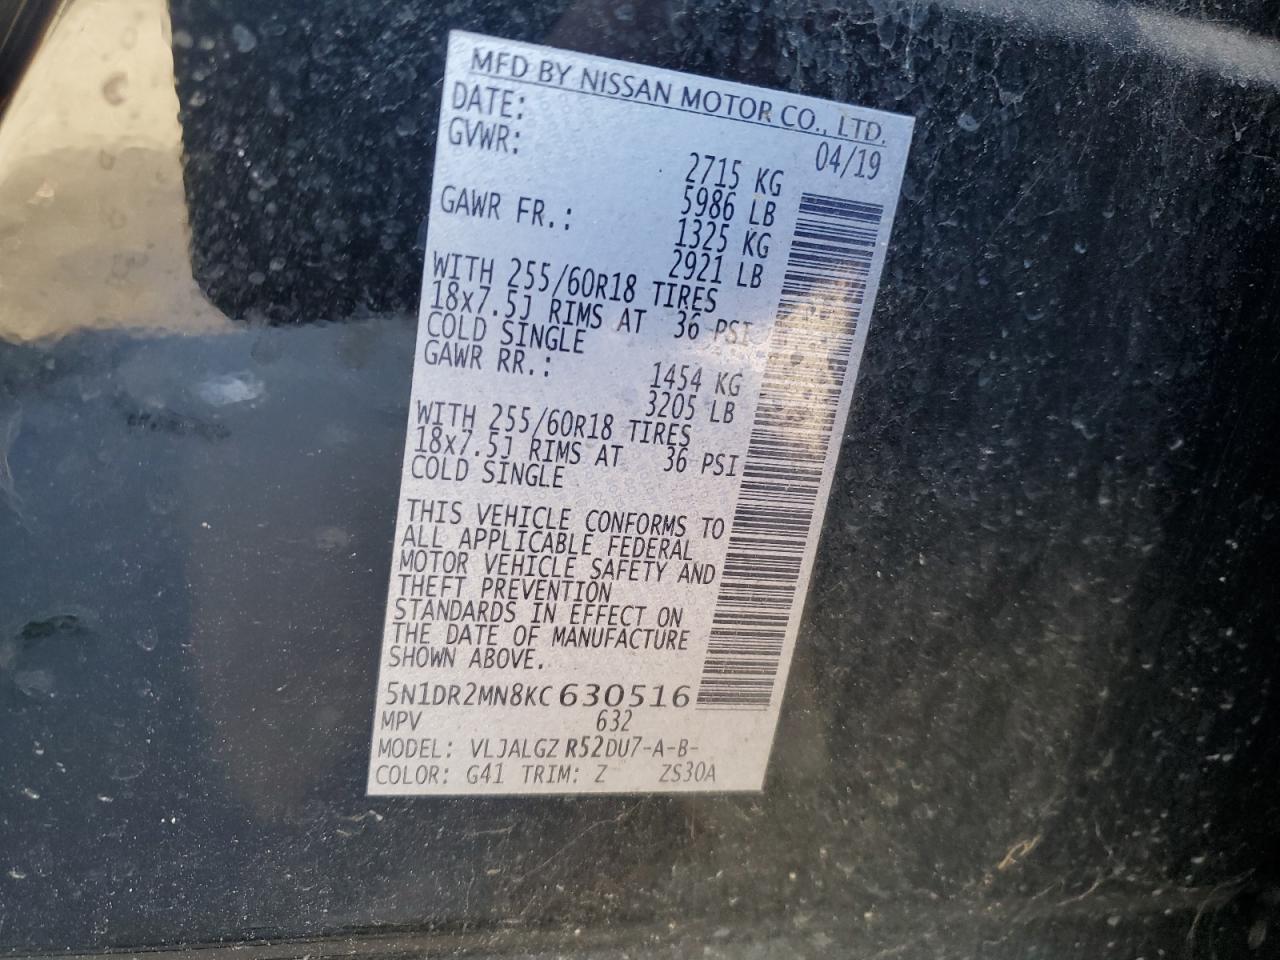 MFD BY NISSAN MOTOR CO., LTD.
DATE: 04/19
GVWR: 2715 KG
5986 LB
GAWR FR.: 1325 KG
2921 LB
WITH 255/60R18 TIRES
18x7.5J RIMS AT 36 PSI
COLD SINGLE
GAWR RR.: 1454 KG
3205 LB
WITH 255/60R18 TIRES
18x7.5J RIMS AT 36 PSI
COLD SINGLE
THIS VEHICLE CONFORMS TO
ALL APPLICABLE FEDERAL
MOTOR VEHICLE SAFETY AND
THEFT PREVENTION
STANDARDS IN EFFECT ON
THE DATE OF MANUFACTURE
SHOWN ABOVE.
5N1DR2MN8KC630516
MPV 632
MODEL: VLJALGZ R52DU7-A-B-
COLOR: G41 TRIM: Z ZS30A